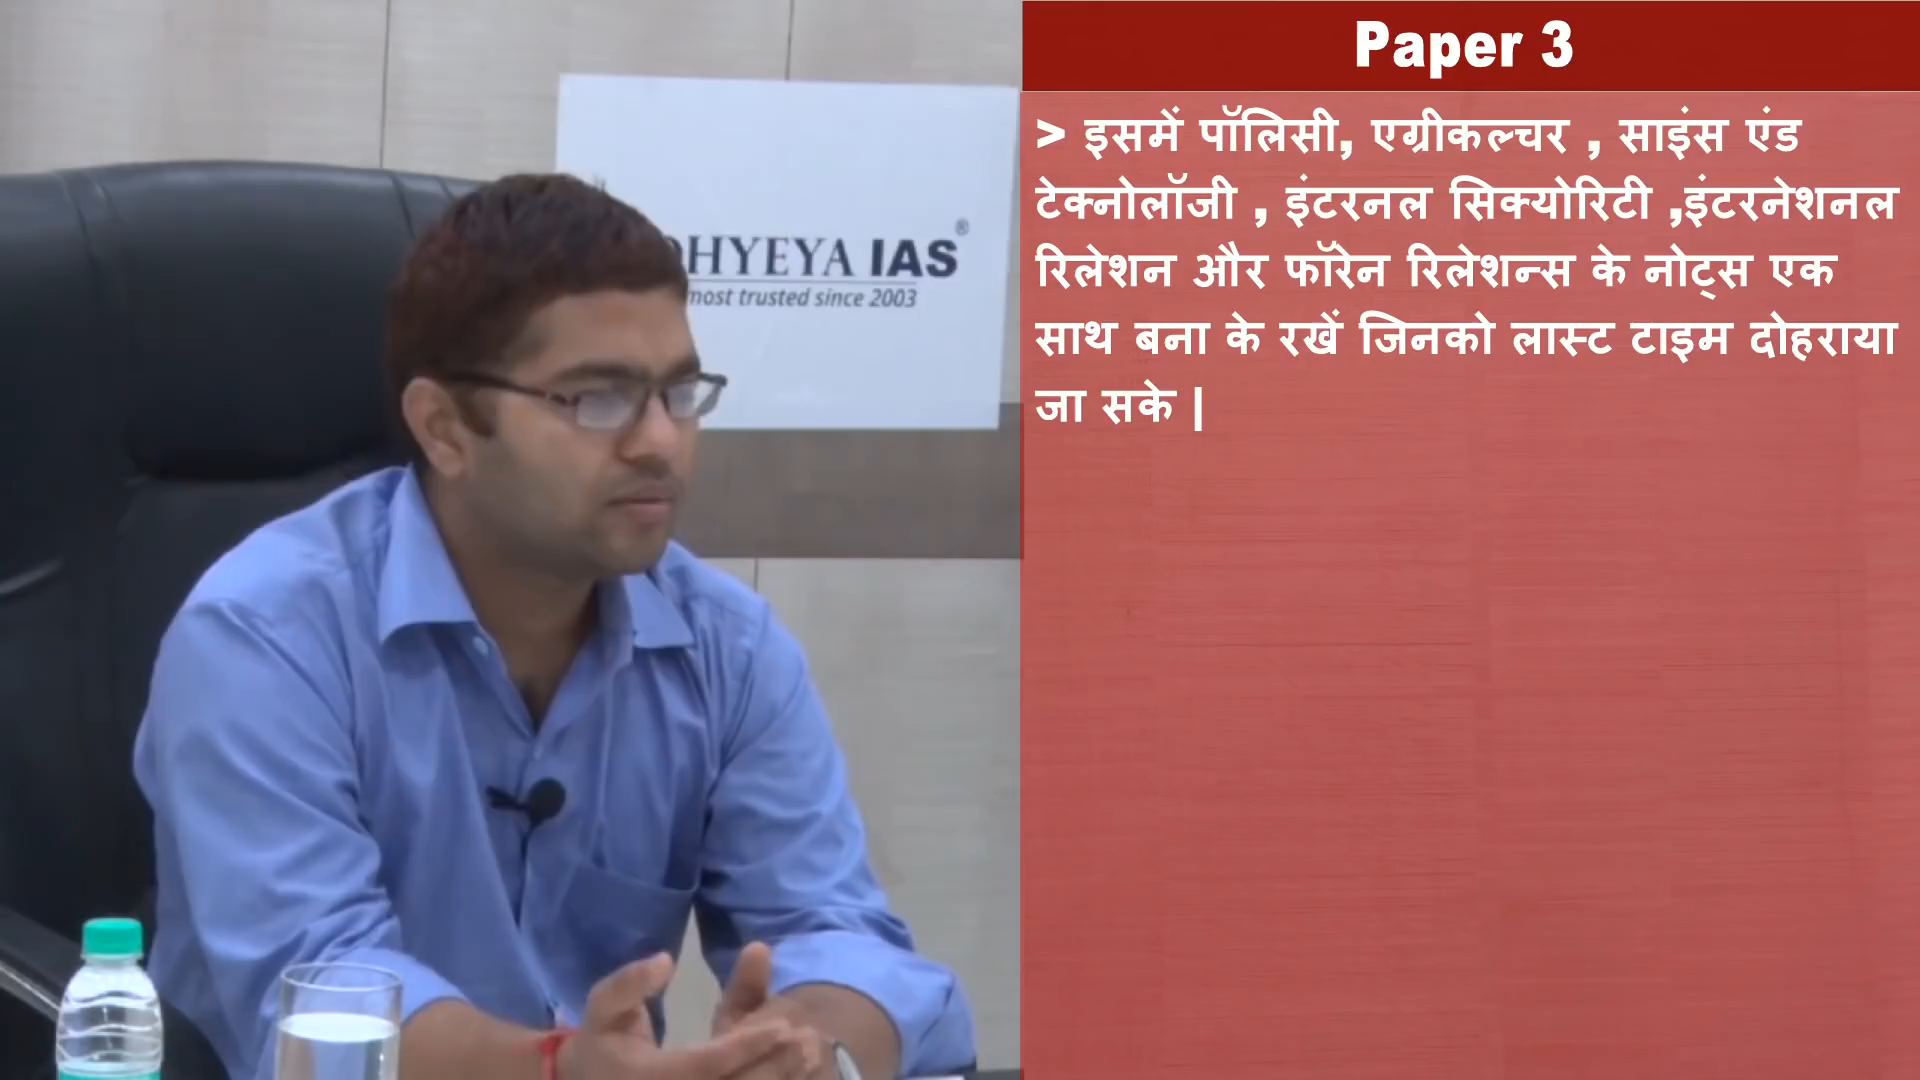 Paper 3
> इसमें पॉलिसी, एग्रीकल्चर , साइंस एंड
टेक्नोलॉजी , इंटरनल सिक्योरिटी ,इंटरनेशनल
रिलेशन और फॉरेन रिलेशन्स के नोट्स एक
साथ बना के रखें जिनको लास्ट टाइम दोहराया
जा सके |
HYEYA IAS®
most trusted since 2003